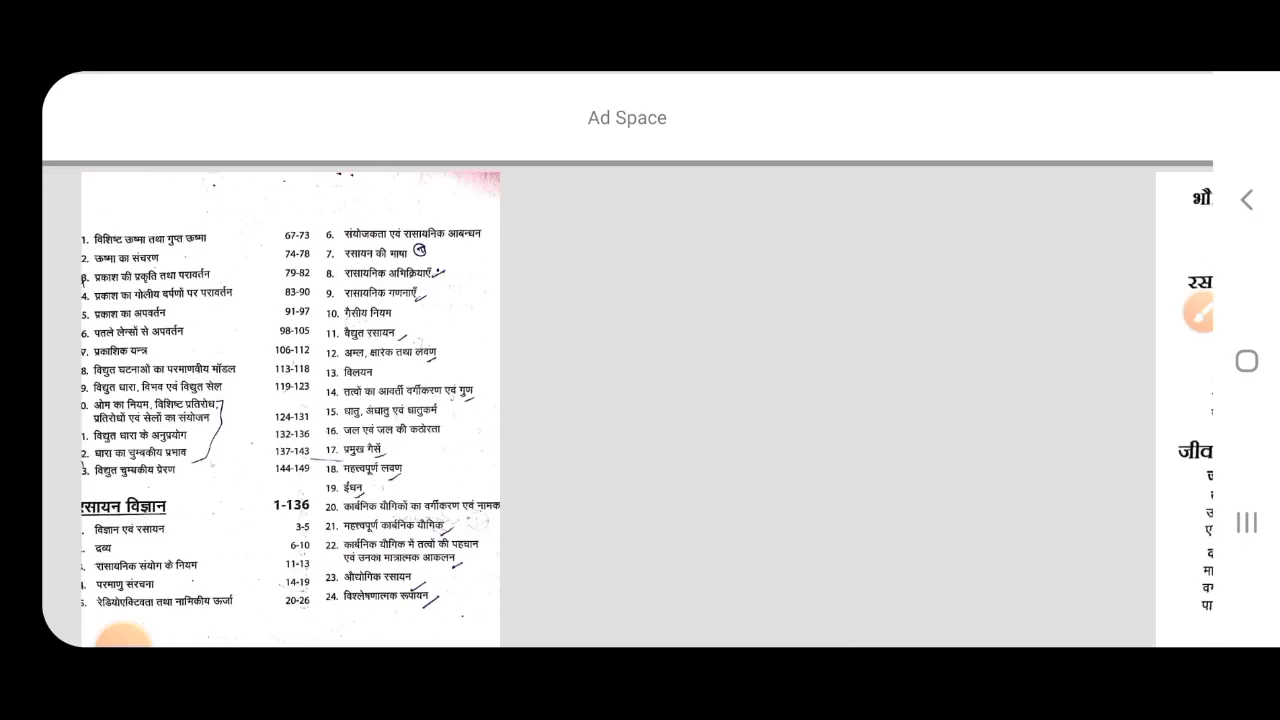 Ad Space
1. विशिष्ट ऊष्मा तथा गुप्त ऊष्मा 67-73
2. ऊष्मा का संचरण 74-78
3. प्रकाश की प्रकृति तथा परावर्तन 79-82
4. प्रकाश का गोलीय दर्पणों पर परावर्तन 83-90
5. प्रकाश का अपवर्तन 91-97
6. पतले लेन्सों से अपवर्तन 98-105
7. प्रकाशिक यन्त्र 106-112
8. विद्युत घटनाओं का परमाणवीय मॉडल 113-118
9. विद्युत धारा, विभव एवं विद्युत सेल 119-123
0. ओम का नियम, विशिष्ट प्रतिरोध,
प्रतिरोधों एवं सेलों का संयोजन 124-131
1. विद्युत धारा के अनुप्रयोग 132-136
2. धारा का चुम्बकीय प्रभाव 137-143
3. विद्युत चुम्बकीय प्रेरण 144-149
रसायन विज्ञान 1-136
. विज्ञान एवं रसायन 3-5
. द्रव्य 6-10
. रासायनिक संयोग के नियम 11-13
. परमाणु संरचना 14-19
. रेडियोएक्टिवता तथा नाभिकीय ऊर्जा 20-26
6. संयोजकता एवं रासायनिक आबन्धन
7. रसायन की भाषा
8. रासायनिक अभिक्रियाएँ
9. रासायनिक गणनाएँ
10. गैसीय नियम
11. वैद्युत रसायन
12. अम्ल, क्षारक तथा लवण
13. विलयन
14. तत्वों का आवर्ती वर्गीकरण एवं गुण
15. धातु, अधातु एवं धातुकर्म
16. जल एवं जल की कठोरता
17. प्रमुख गैसें
18. महत्त्वपूर्ण लवण
19. ईंधन
20. कार्बनिक यौगिकों का वर्गीकरण एवं नामक
21. महत्त्वपूर्ण कार्बनिक यौगिक
22. कार्बनिक यौगिक में तत्वों की पहचान
एवं उनका मात्रात्मक आकलन
23. औद्योगिक रसायन
24. विश्लेषणात्मक रूपायन
भौ
रस
जीव
उ
ए
मा
वग
पा